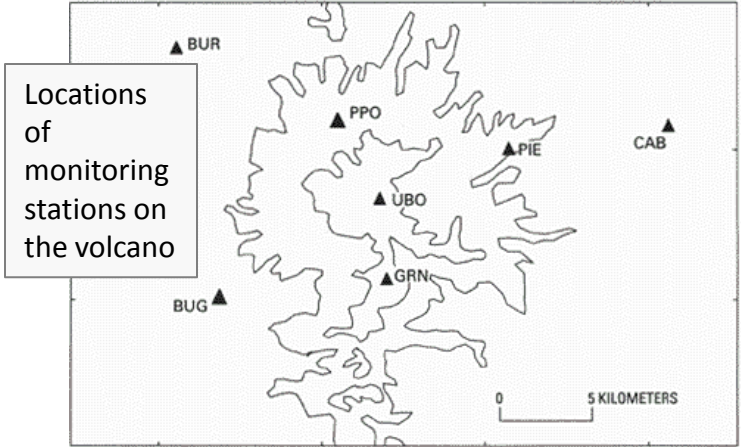 BUR
Locations
of
monitoring
stations on
the volcano
PPO
PIE
CAB
UBO
GRN
BUG
0 5 KILOMETERS